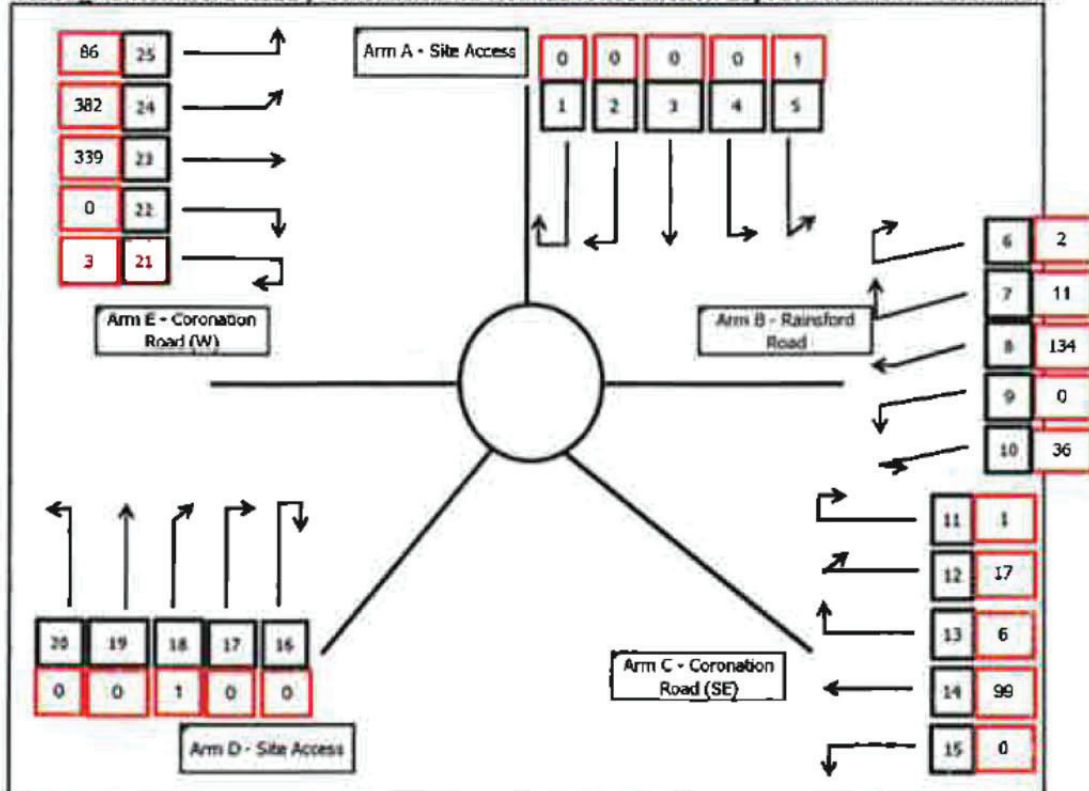 86 25
382 24
339 23
0 22
3 21
Arm E - Coronation
Road (W)
Arm A - Site Access
0 0 0 0 1
1 2 3 4 5
Arm B - Rainsford
Road
6 2
7 11
8 134
9 0
10 36
11 1
12 17
13 6
14 99
15 0
Arm C - Coronation
Road (SE)
20 19 18 17 16
0 0 1 0 0
Arm D - Site Access